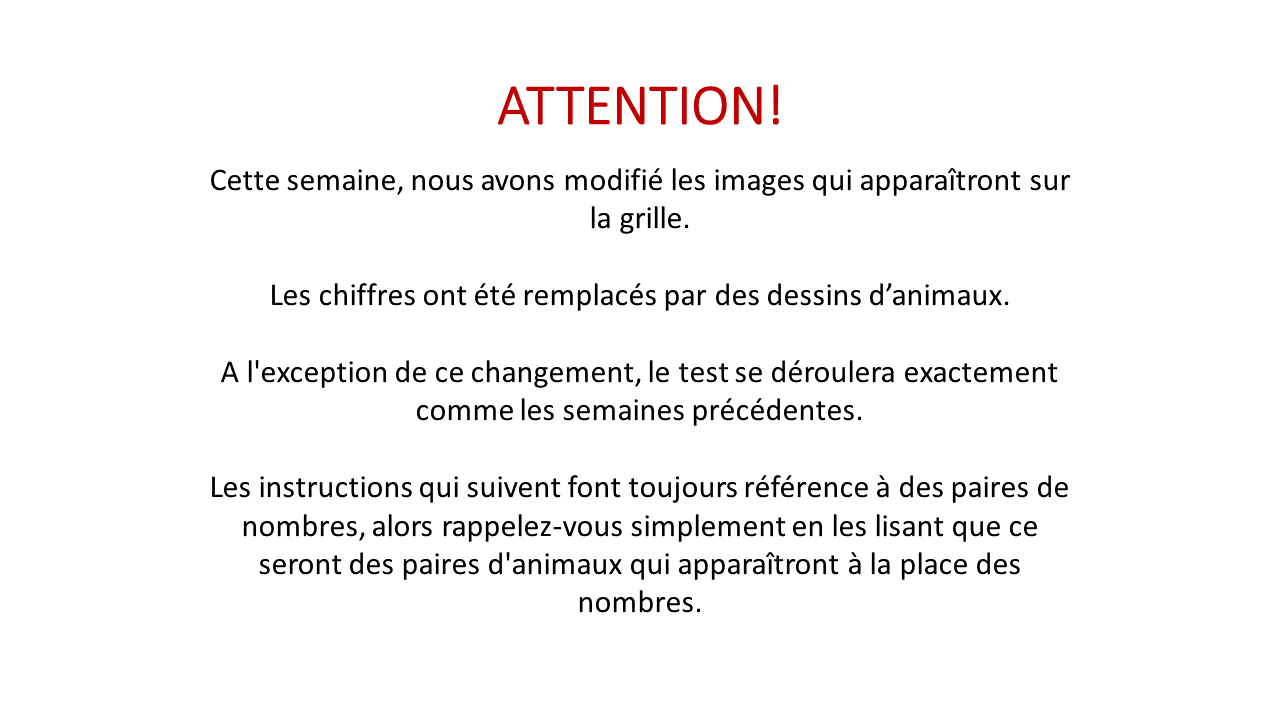 ATTENTION!
Cette semaine, nous avons modifié les images qui apparaîtront sur
la grille.
Les chiffres ont été remplacés par des dessins d’animaux.
A l'exception de ce changement, le test se déroulera exactement
comme les semaines précédentes.
Les instructions qui suivent font toujours référence à des paires de
nombres, alors rappelez-vous simplement en les lisant que ce
seront des paires d'animaux qui apparaîtront à la place des
nombres.